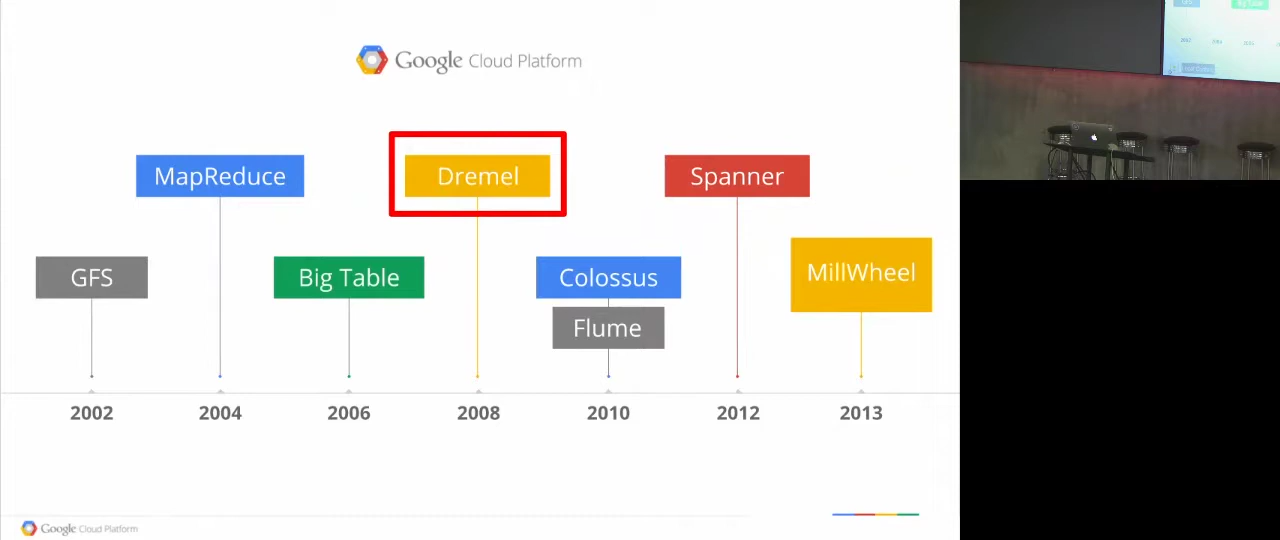 Google Cloud Platform
MapReduce
Dremel
Spanner
GFS
Big Table
Colossus
MillWheel
Flume
2002
2004
2006
2008
2010
2012
2013
Google Cloud Platform